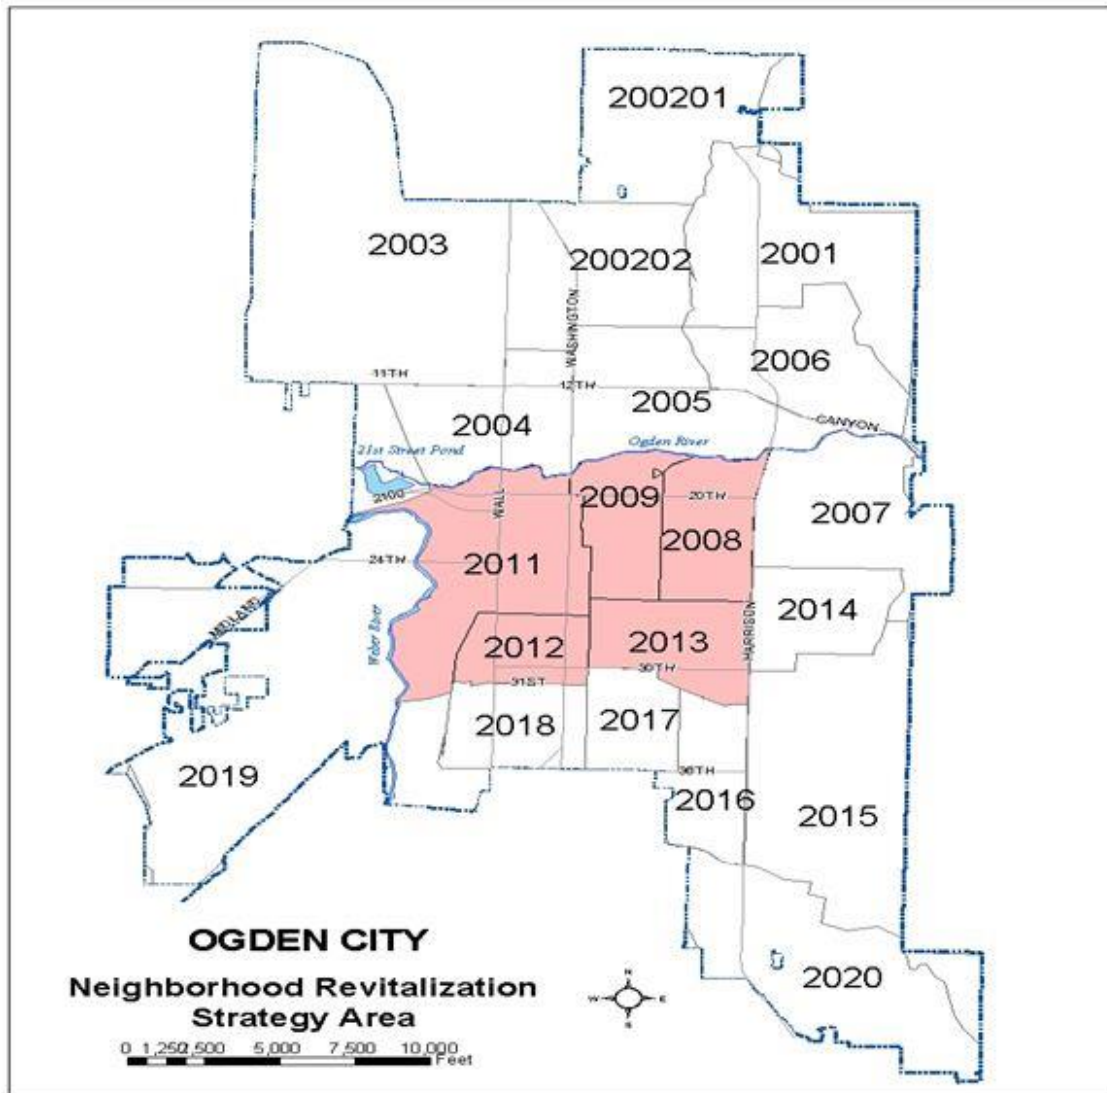 200201
2003
200202
2001
WASHINGTON
2006
11TH
12TH
2005
2004
CANYON
21st Street Pond
Ogden River
2100
WALL
2009
20TH
2007
2008
24TH
2011
MIDLAND
2014
HARRISON
Weber River
2012
2013
30TH
31ST
2018
2017
2019
36TH
2016
2015
2020
OGDEN CITY
Neighborhood Revitalization
Strategy Area
N
W E
S
0 1,250 2,500 5,000 7,500 10,000
Feet